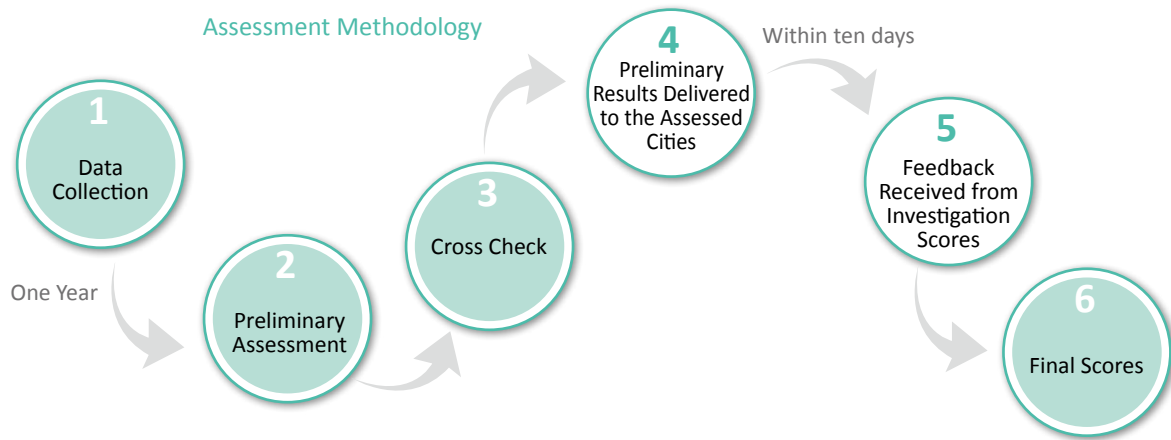 Assessment Methodology
1
Data
Collection
One Year
2
Preliminary
Assessment
3
Cross Check
4
Preliminary
Results Delivered
to the Assessed
Cities
Within ten days
5
Feedback
Received from
Investigation
Scores
6
Final Scores